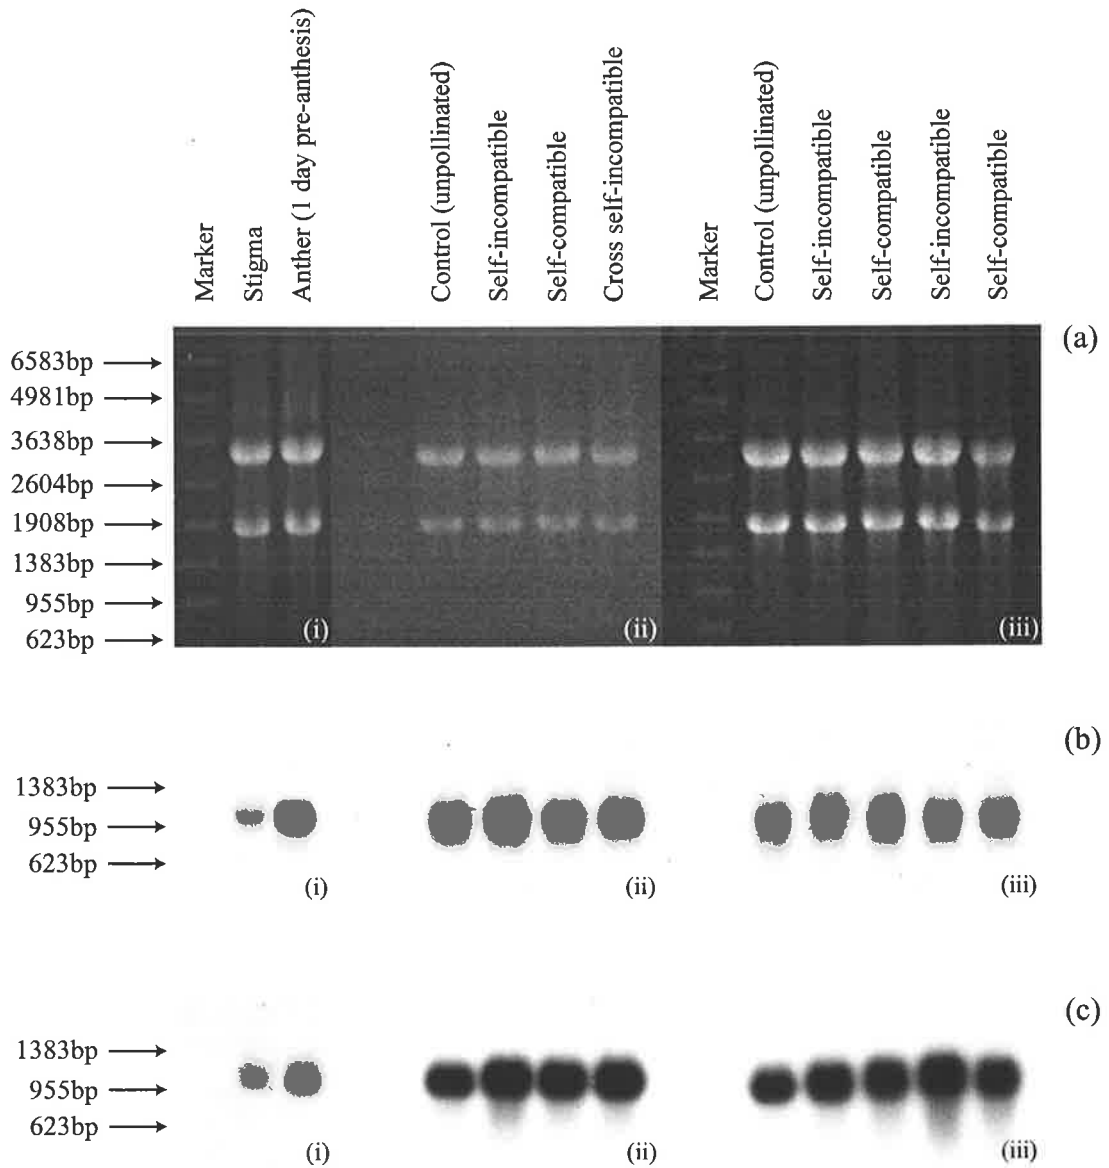 Marker
Stigma
Anther (1 day pre-anthesis)
Control (unpollinated)
Self-incompatible
Self-compatible
Cross self-incompatible
Marker
Control (unpollinated)
Self-incompatible
Self-compatible
Self-incompatible
Self-compatible
(a)
6583bp
4981bp
3638bp
2604bp
1908bp
1383bp
955bp
623bp
(i)
(ii)
(iii)
(b)
1383bp
955bp
623bp
(i)
(ii)
(iii)
(c)
1383bp
955bp
623bp
(i)
(ii)
(iii)